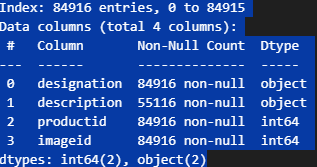 Index: 84916 entries, 0 to 84915
Data columns (total 4 columns):
 #   Column       Non-Null Count  Dtype
---  ------       --------------  -----
 0   designation  84916 non-null  object
 1   description  55116 non-null  object
 2   productid    84916 non-null  int64
 3   imageid      84916 non-null  int64
dtypes: int64(2), object(2)